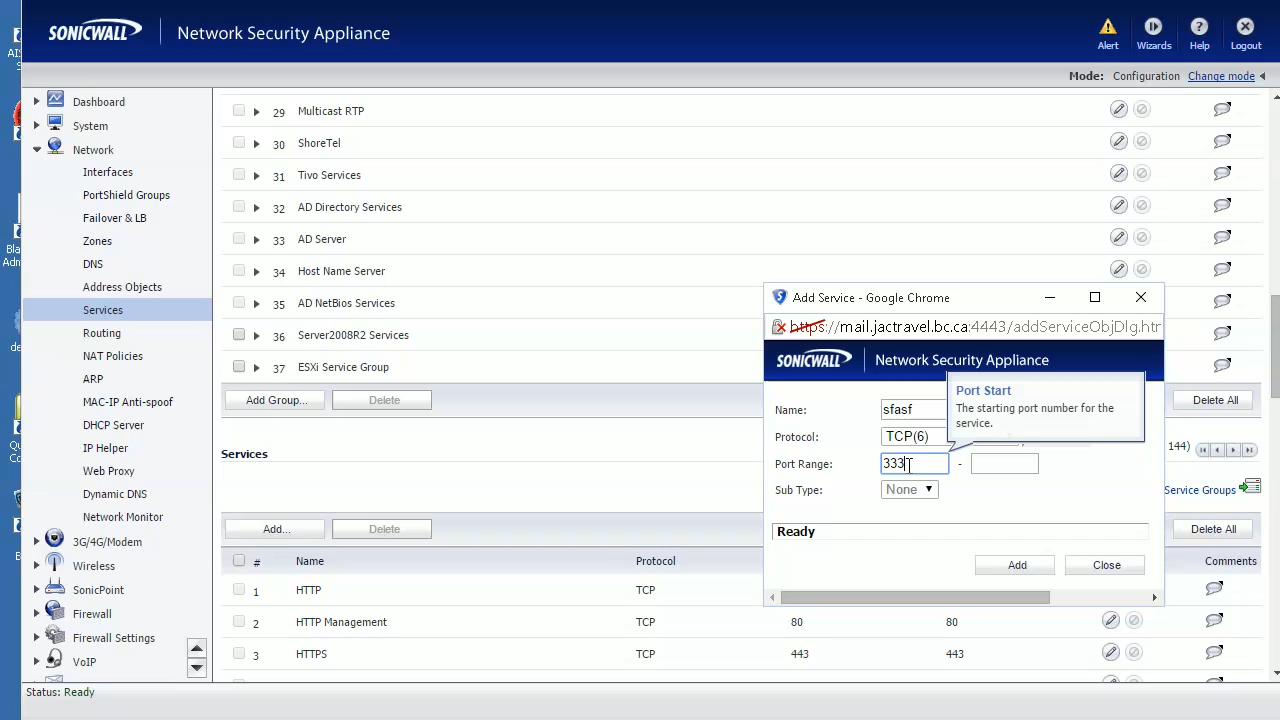 SONICWALL Network Security Appliance
Alert Wizards Help Logout
Mode: Configuration Change mode
Dashboard
System
Network
Interfaces
PortShield Groups
Failover & LB
Zones
DNS
Address Objects
Services
Routing
NAT Policies
ARP
MAC-IP Anti-spoof
DHCP Server
IP Helper
Web Proxy
Dynamic DNS
Network Monitor
3G/4G/Modem
Wireless
SonicPoint
Firewall
Firewall Settings
VoIP
Status: Ready
29 Multicast RTP
30 ShoreTel
31 Tivo Services
32 AD Directory Services
33 AD Server
34 Host Name Server
35 AD NetBios Services
36 Server2008R2 Services
37 ESXi Service Group
Add Group... Delete Delete All
Services 144)
Service Groups
Add... Delete Delete All
# Name Protocol Comments
1 HTTP TCP
2 HTTP Management TCP 80 80
3 HTTPS TCP 443 443
Add Service - Google Chrome
https://mail.jactravel.bc.ca:4443/addServiceObjDlg.htr
SONICWALL Network Security Appliance
Name: sfasf
Protocol: TCP(6)
Port Range: 333 -
Sub Type: None
Port Start
The starting port number for the
service.
Ready
Add Close